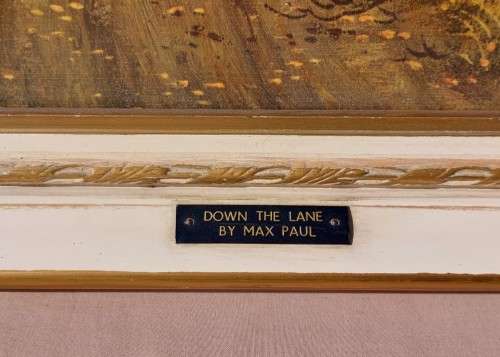 DOWN THE LANE
BY MAX PAUL